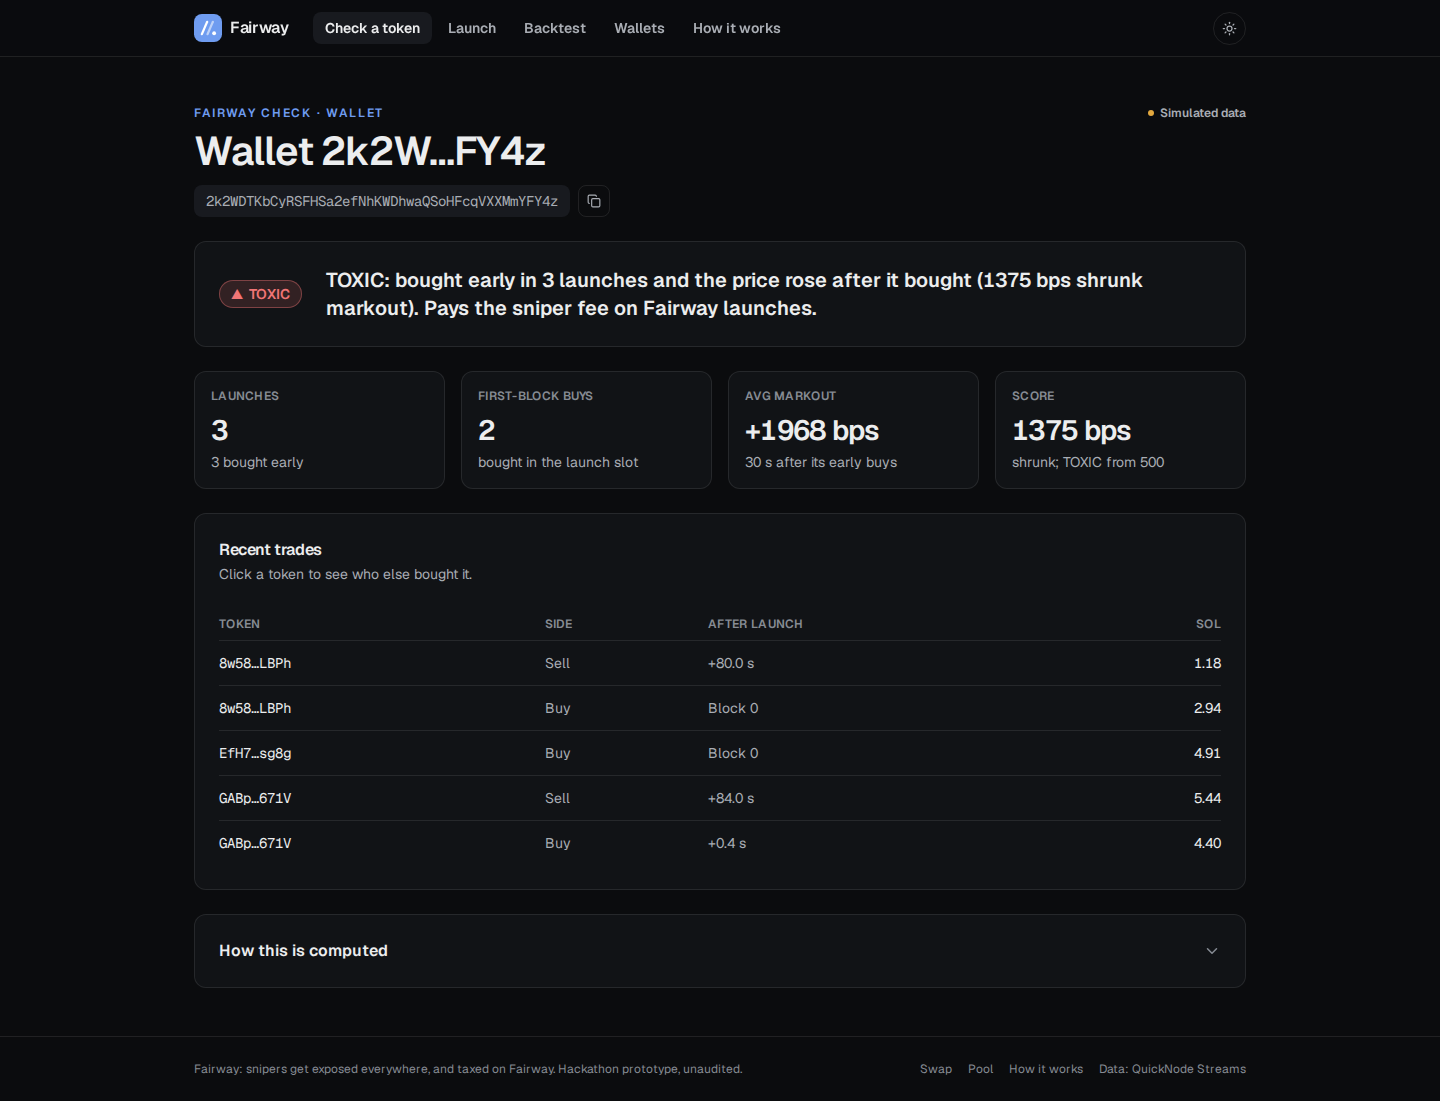 Fairway
Check a token
Launch
Backtest
Wallets
How it works
FAIRWAY CHECK · WALLET
Simulated data
Wallet 2k2W…FY4z
2k2WDTKbCyRSFHSa2efNhKWDhwaQSoHFcqVXXMmYFY4z
TOXIC
TOXIC: bought early in 3 launches and the price rose after it bought (1375 bps shrunk
markout). Pays the sniper fee on Fairway launches.
LAUNCHES
3
3 bought early
FIRST-BLOCK BUYS
2
bought in the launch slot
AVG MARKOUT
+1968 bps
30 s after its early buys
SCORE
1375 bps
shrunk; TOXIC from 500
Recent trades
Click a token to see who else bought it.
TOKEN SIDE AFTER LAUNCH SOL
8w58…LBPh Sell +80.0 s 1.18
8w58…LBPh Buy Block 0 2.94
EfH7…sg8g Buy Block 0 4.91
GABp…671V Sell +84.0 s 5.44
GABp…671V Buy +0.4 s 4.40
How this is computed
Fairway: snipers get exposed everywhere, and taxed on Fairway. Hackathon prototype, unaudited.
Swap
Pool
How it works
Data: QuickNode Streams